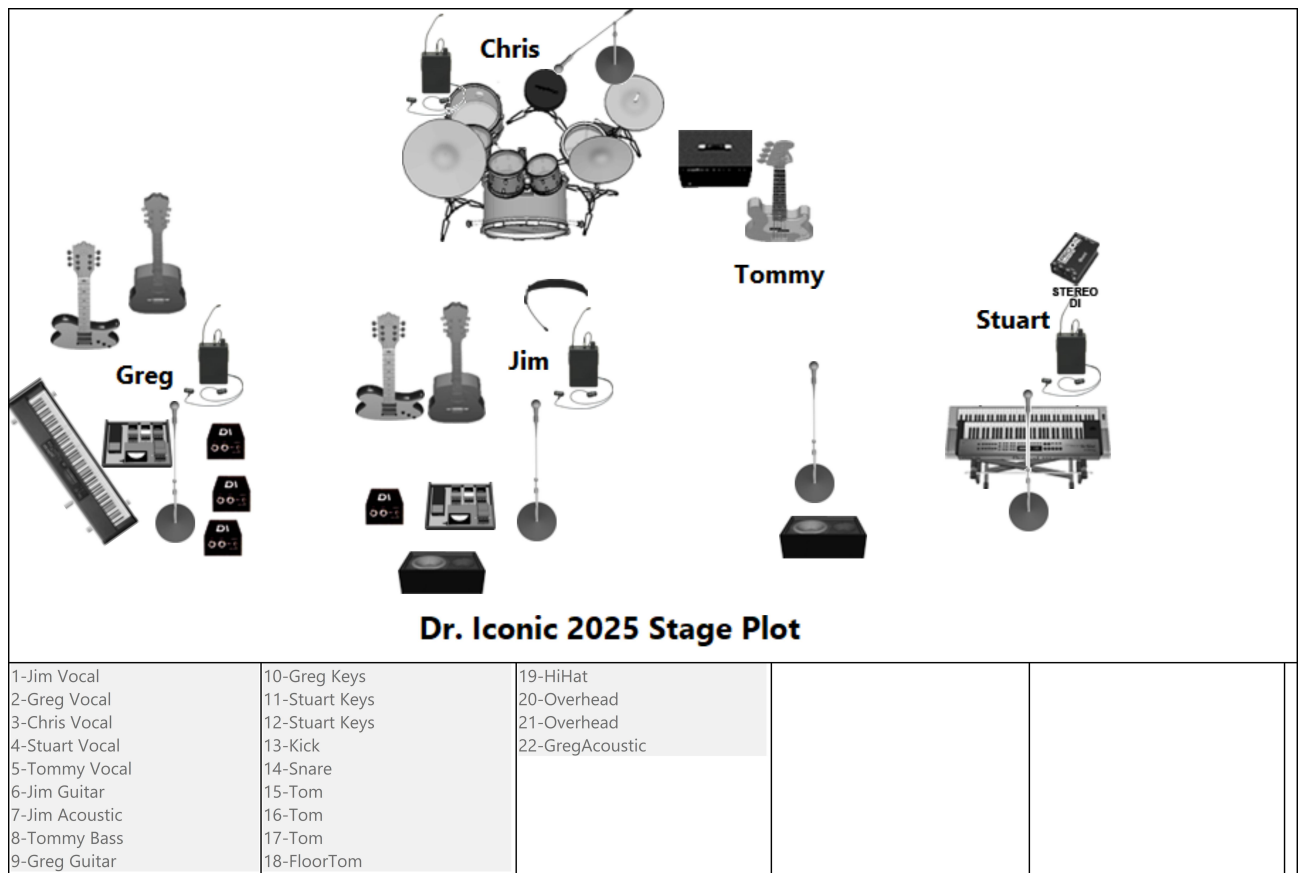 Chris
Tommy
STEREO
DI
Stuart
Jim
Greg
DI
DI
DI
DI
Dr. Iconic 2025 Stage Plot
1-Jim Vocal
2-Greg Vocal
3-Chris Vocal
4-Stuart Vocal
5-Tommy Vocal
6-Jim Guitar
7-Jim Acoustic
8-Tommy Bass
9-Greg Guitar
10-Greg Keys
11-Stuart Keys
12-Stuart Keys
13-Kick
14-Snare
15-Tom
16-Tom
17-Tom
18-FloorTom
19-HiHat
20-Overhead
21-Overhead
22-GregAcoustic